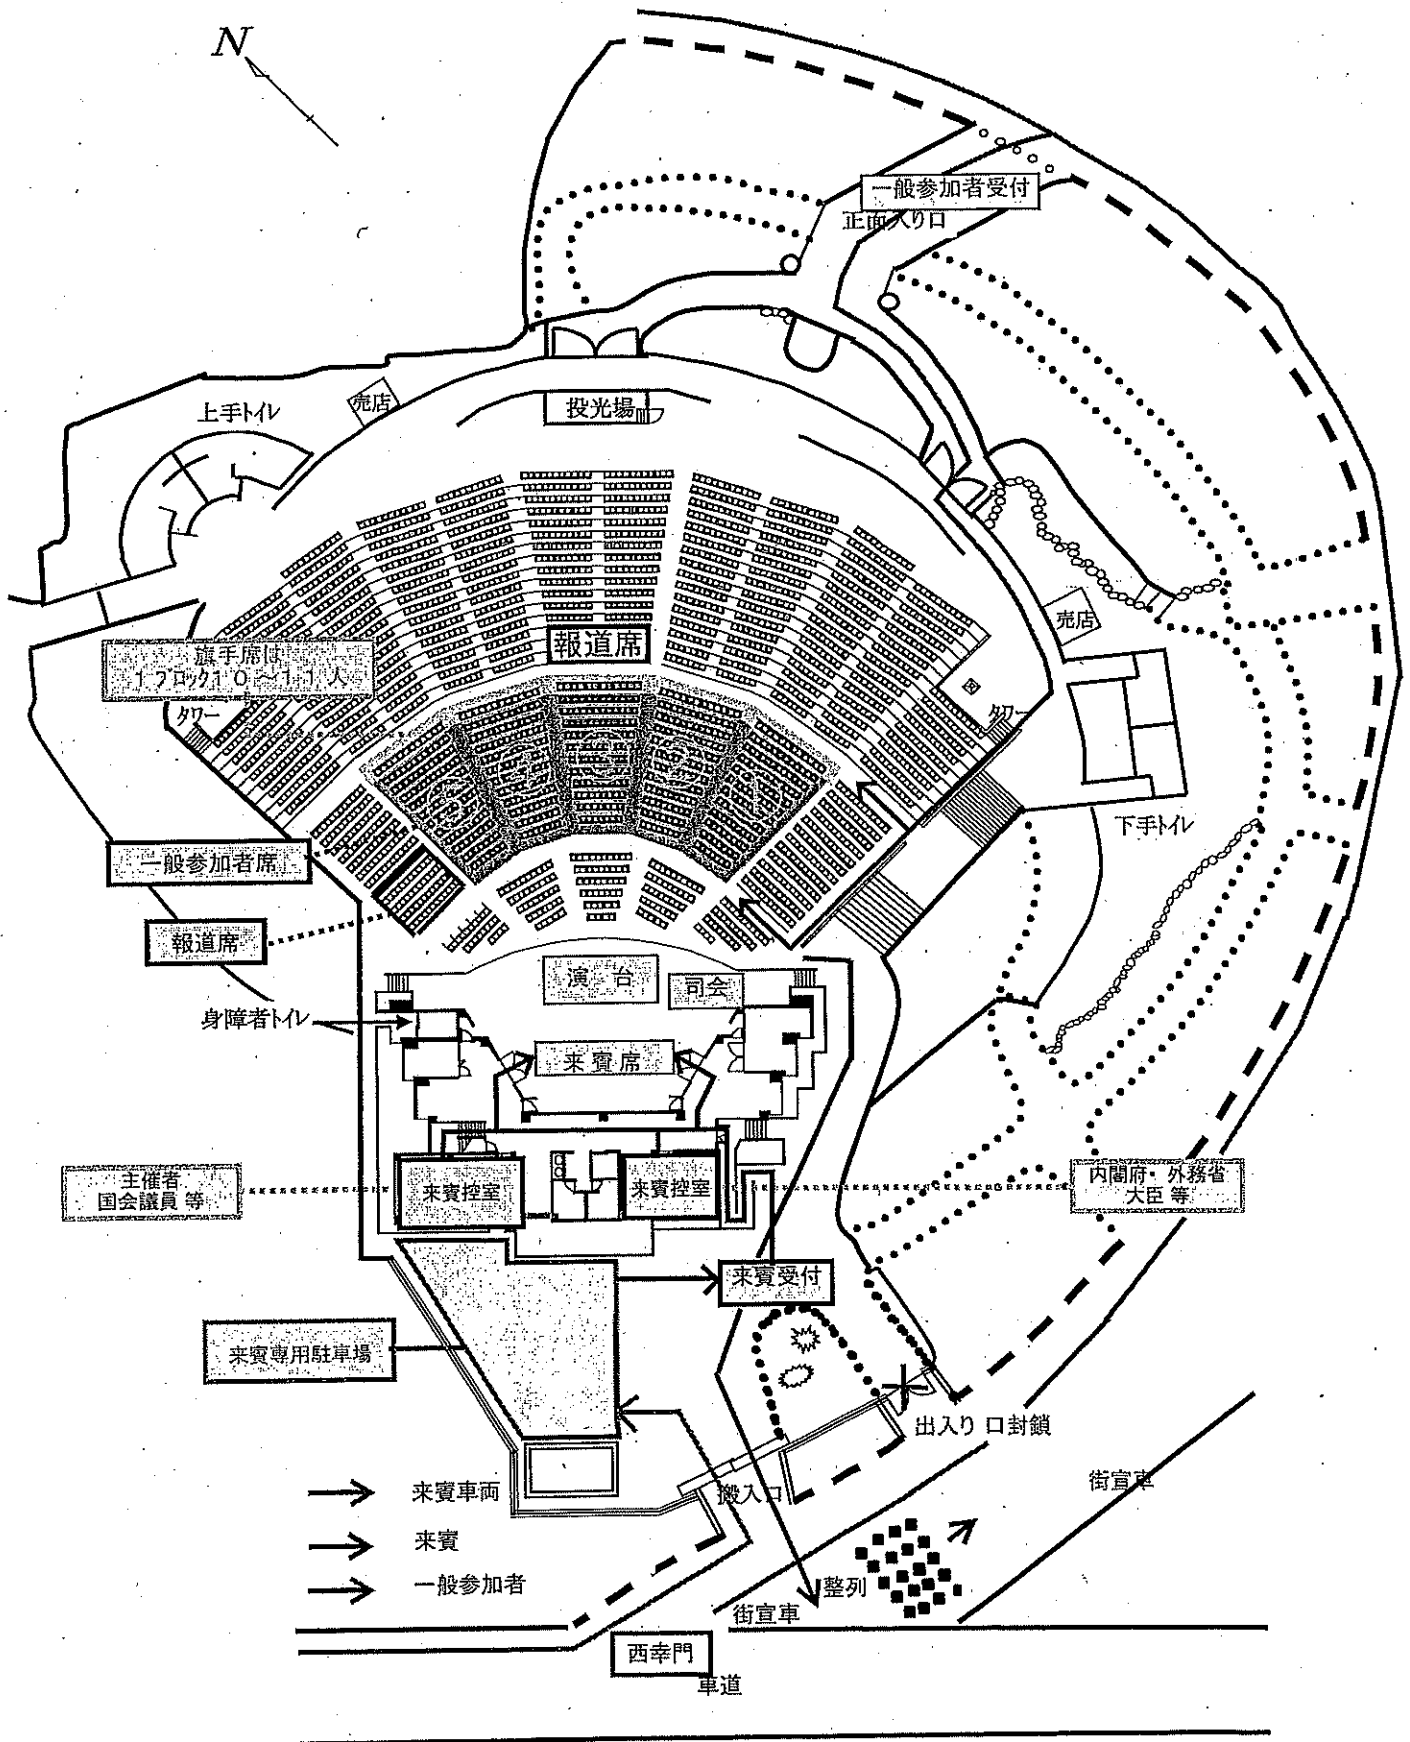 N
一般参加者受付
正面入り口
上手トイレ
売店
投光場
売店
報道席
旗手席は
1ブロック10～11人
タワー
タワー
下手トイレ
一般参加者席
報道席
演台
司会
身障者トイレ
来賓席
主催者
国会議員 等
来賓控室
来賓控室
内閣府・外務省
大臣 等
来賓受付
来賓専用駐車場
出入り口封鎖
搬入口
街宣車
来賓車両
来賓
一般参加者
整列
街宣車
西幸門
車道